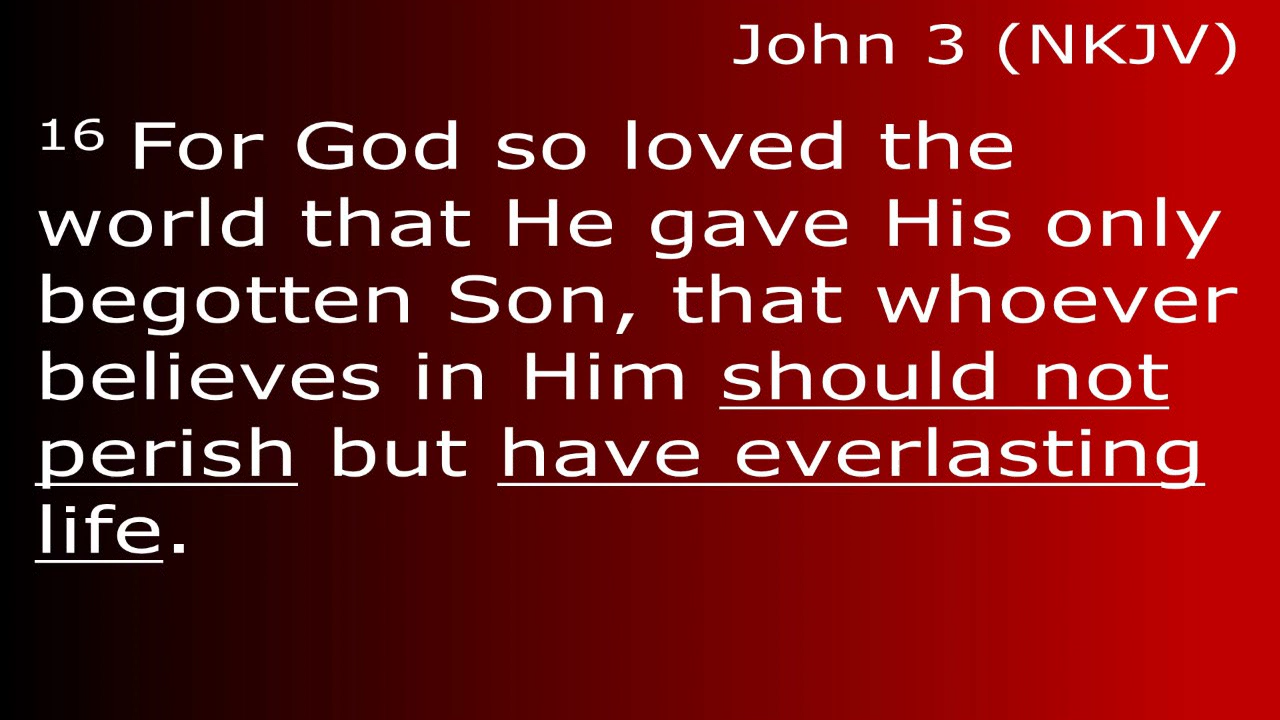 John 3 (NKJV)
16 For God so loved the
world that He gave His only
begotten Son, that whoever
believes in Him should not
perish but have everlasting
life.